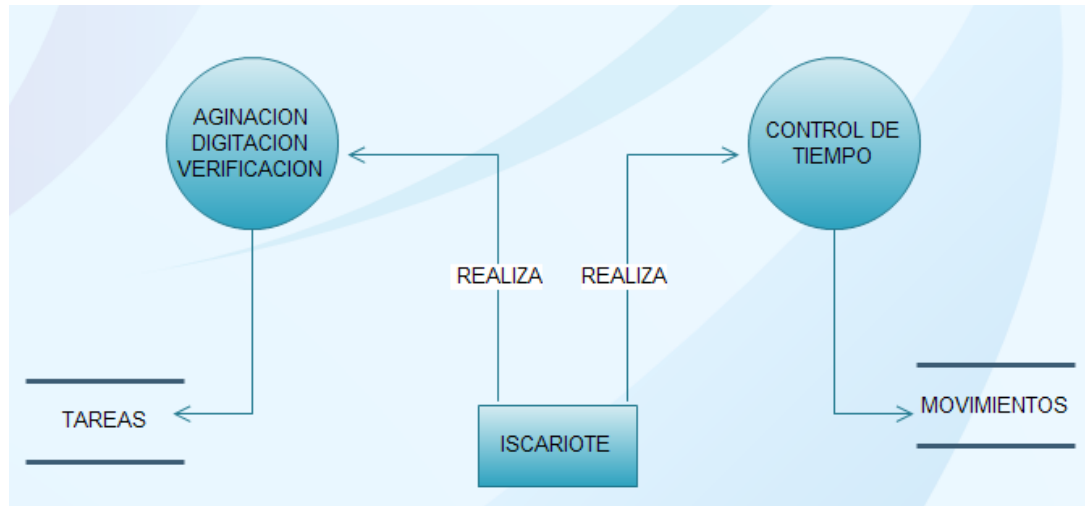 AGINACION
DIGITACION
VERIFICACION
CONTROL DE
TIEMPO
REALIZA
REALIZA
TAREAS
ISCARIOTE
MOVIMIENTOS